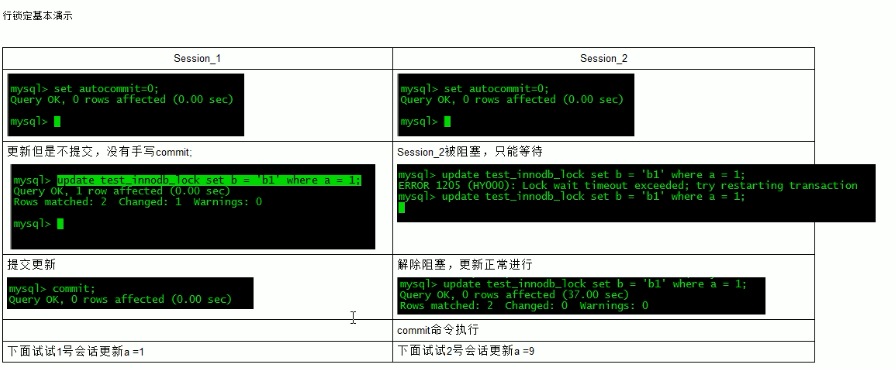 行锁定基本演示
Session_1
Session_2
mysql> set autocommit=0;
Query OK, 0 rows affected (0.00 sec)
mysql>
mysql> set autocommit=0;
Query OK, 0 rows affected (0.00 sec)
mysql>
更新但是不提交，没有手写commit;
Session_2被阻塞，只能等待
mysql> update test_innodb_lock set b = 'b1' where a = 1;
Query OK, 1 row affected (0.00 sec)
Rows matched: 2  Changed: 1  Warnings: 0
mysql>
mysql> update test_innodb_lock set b = 'b1' where a = 1;
ERROR 1205 (HY000): Lock wait timeout exceeded; try restarting transaction
mysql> update test_innodb_lock set b = 'b1' where a = 1;
提交更新
解除阻塞，更新正常进行
mysql> commit;
Query OK, 0 rows affected (0.00 sec)
mysql> update test_innodb_lock set b = 'b1' where a = 1;
Query OK, 0 rows affected (37.00 sec)
Rows matched: 2  Changed: 0  Warnings: 0
commit命令执行
下面试试1号会话更新a =1
下面试试2号会话更新a =9